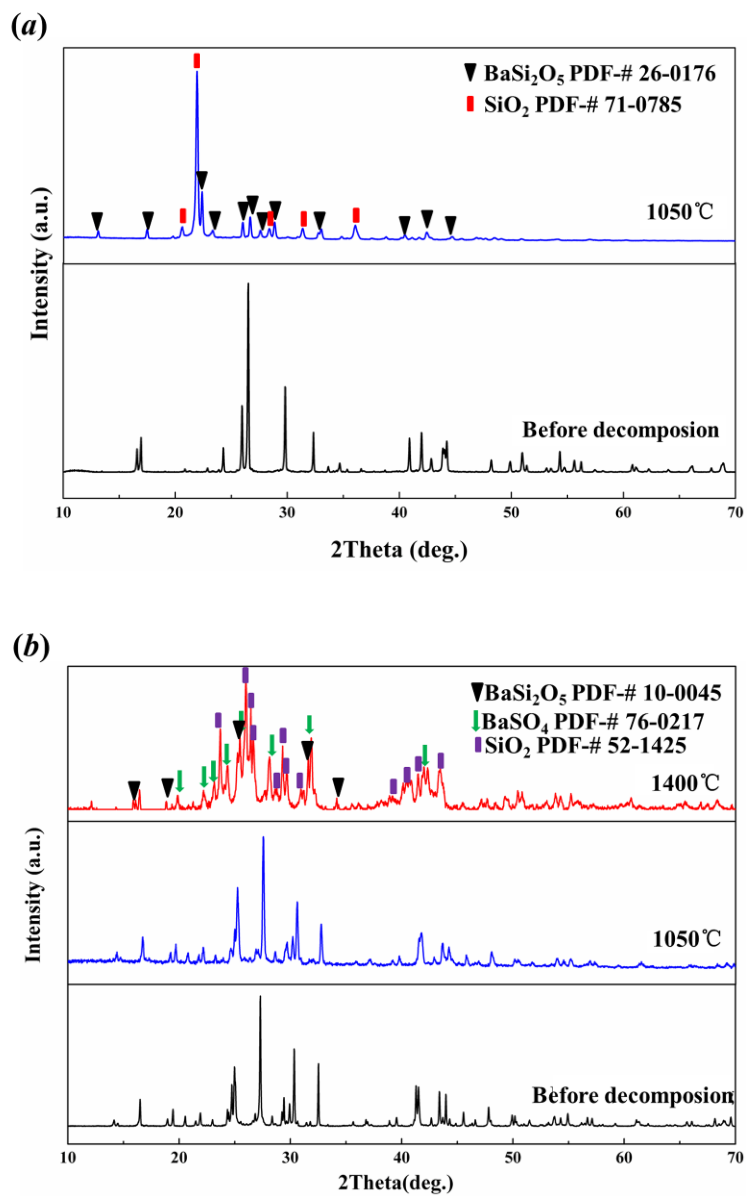 (a)
BaSi₂O₅ PDF-# 26-0176
SiO₂ PDF-# 71-0785
1050℃
Intensity (a.u.)
Before decomposion
10 20 30 40 50 60 70
2Theta (deg.)
(b)
BaSi₂O₅ PDF-# 10-0045
BaSO₄ PDF-# 76-0217
SiO₂ PDF-# 52-1425
1400℃
Intensity (a.u.)
1050℃
Before decomposion
10 20 30 40 50 60 70
2Theta(deg.)